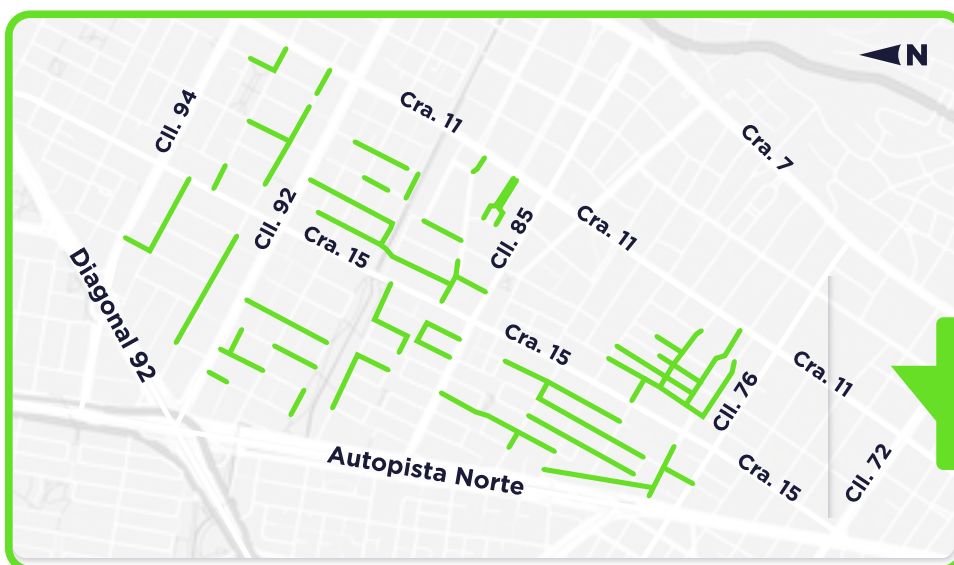 N
Cra. 11
Cll. 94
Cra. 7
Cll. 92
Cra. 11
Cll. 85
Cra. 15
Diagonal 92
Cra. 15
Cra. 11
Cll. 76
Autopista Norte
Cra. 15
Cll. 72